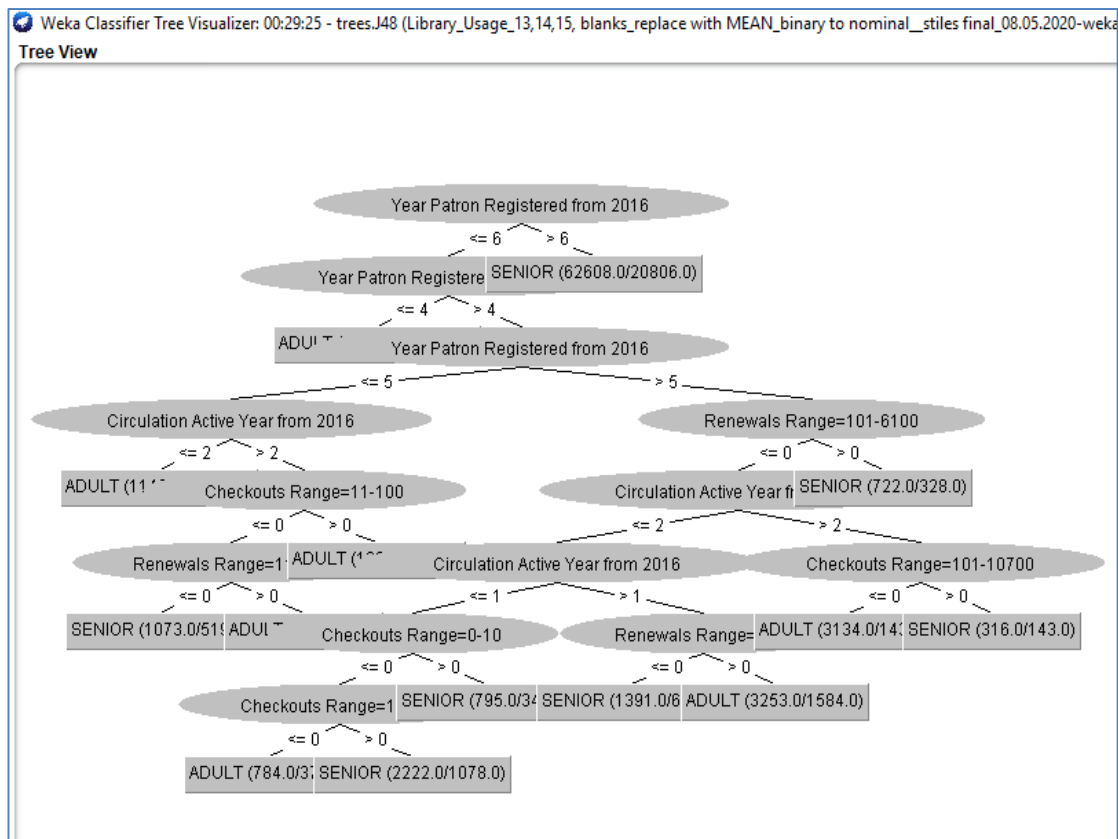 Weka Classifier Tree Visualizer: 00:29:25 - trees.J48 (Library_Usage_13,14,15, blanks_replace with MEAN_binary to nominal__stiles final_08.05.2020-weka
Tree View
Year Patron Registered from 2016
<= 6 > 6
Year Patron SENIOR (62608.0/20806.0)
<= 4 > 4
Year Patron Registered from 2016
<= 5 > 5
Circulation Active Year from 2016 Renewals Range=101-6100
<= 2 > 2 <= 0 > 0
ADULT Checkouts Range=11-100 Circulation Active Year SENIOR (722.0/328.0)
<= 0 > 0 <= 2 > 2
Renewals ADULT Circulation Active Year from 2016 Checkouts Range=101-10700
<= 0 > 0 <= 1 > 1 <= 0 > 0
SENIOR Checkouts Range=0-10 Renewals ADULT SENIOR (316.0/143.0)
<= 0 > 0 <= 0 > 0
Checkouts SENIOR SENIOR ADULT (3253.0/1584.0)
<= 0 > 0
ADULT SENIOR (2222.0/1078.0)